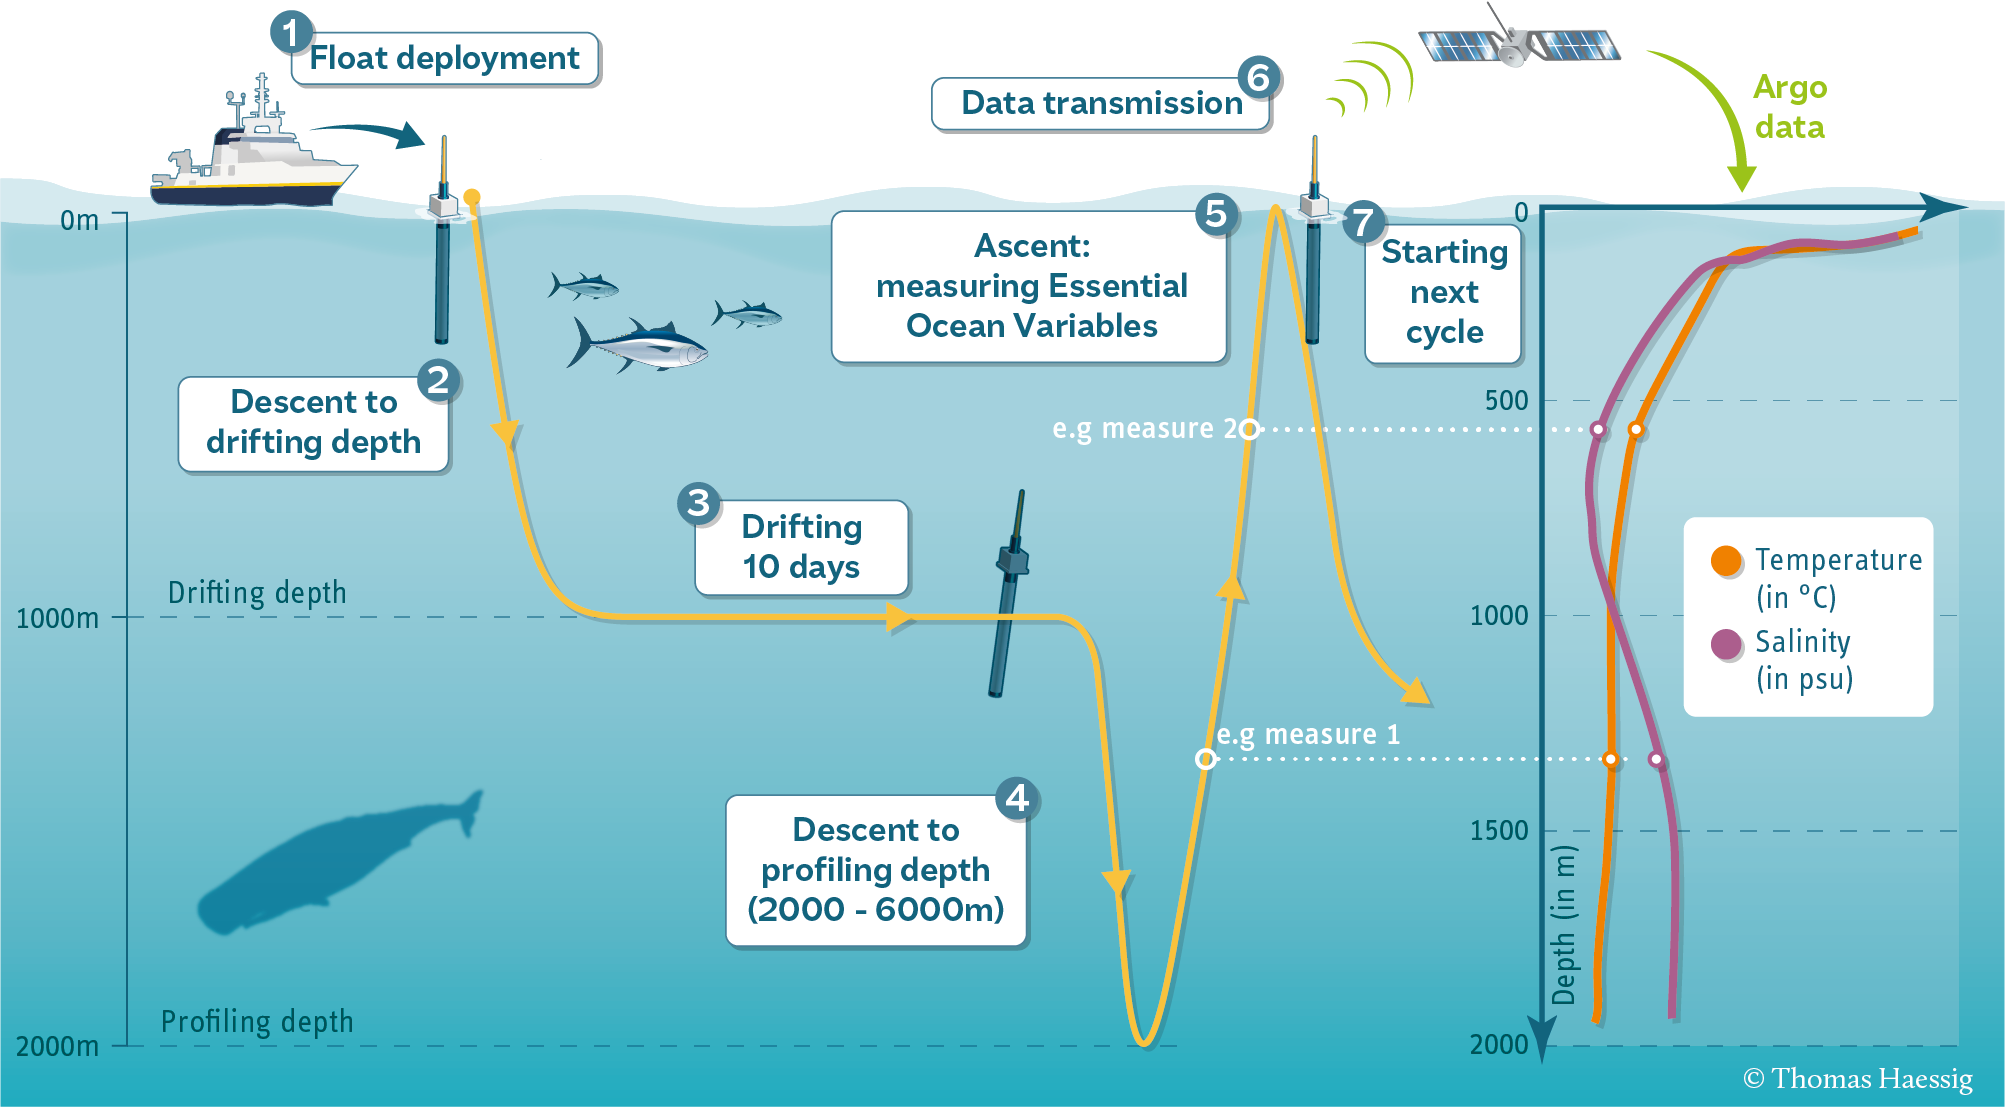 1
Float deployment
0m
2
Descent to
drifting depth
3
Drifting
10 days
Drifting depth
1000m
4
Descent to
profiling depth
(2000 - 6000m)
Profiling depth
2000m
5
Ascent:
measuring Essential
Ocean Variables
e.g measure 2
e.g measure 1
6
Data transmission
7
Starting
next
cycle
Argo
data
0
500
1000
1500
2000
Depth (in m)
Temperature
(in °C)
Salinity
(in psu)
© Thomas Haessig